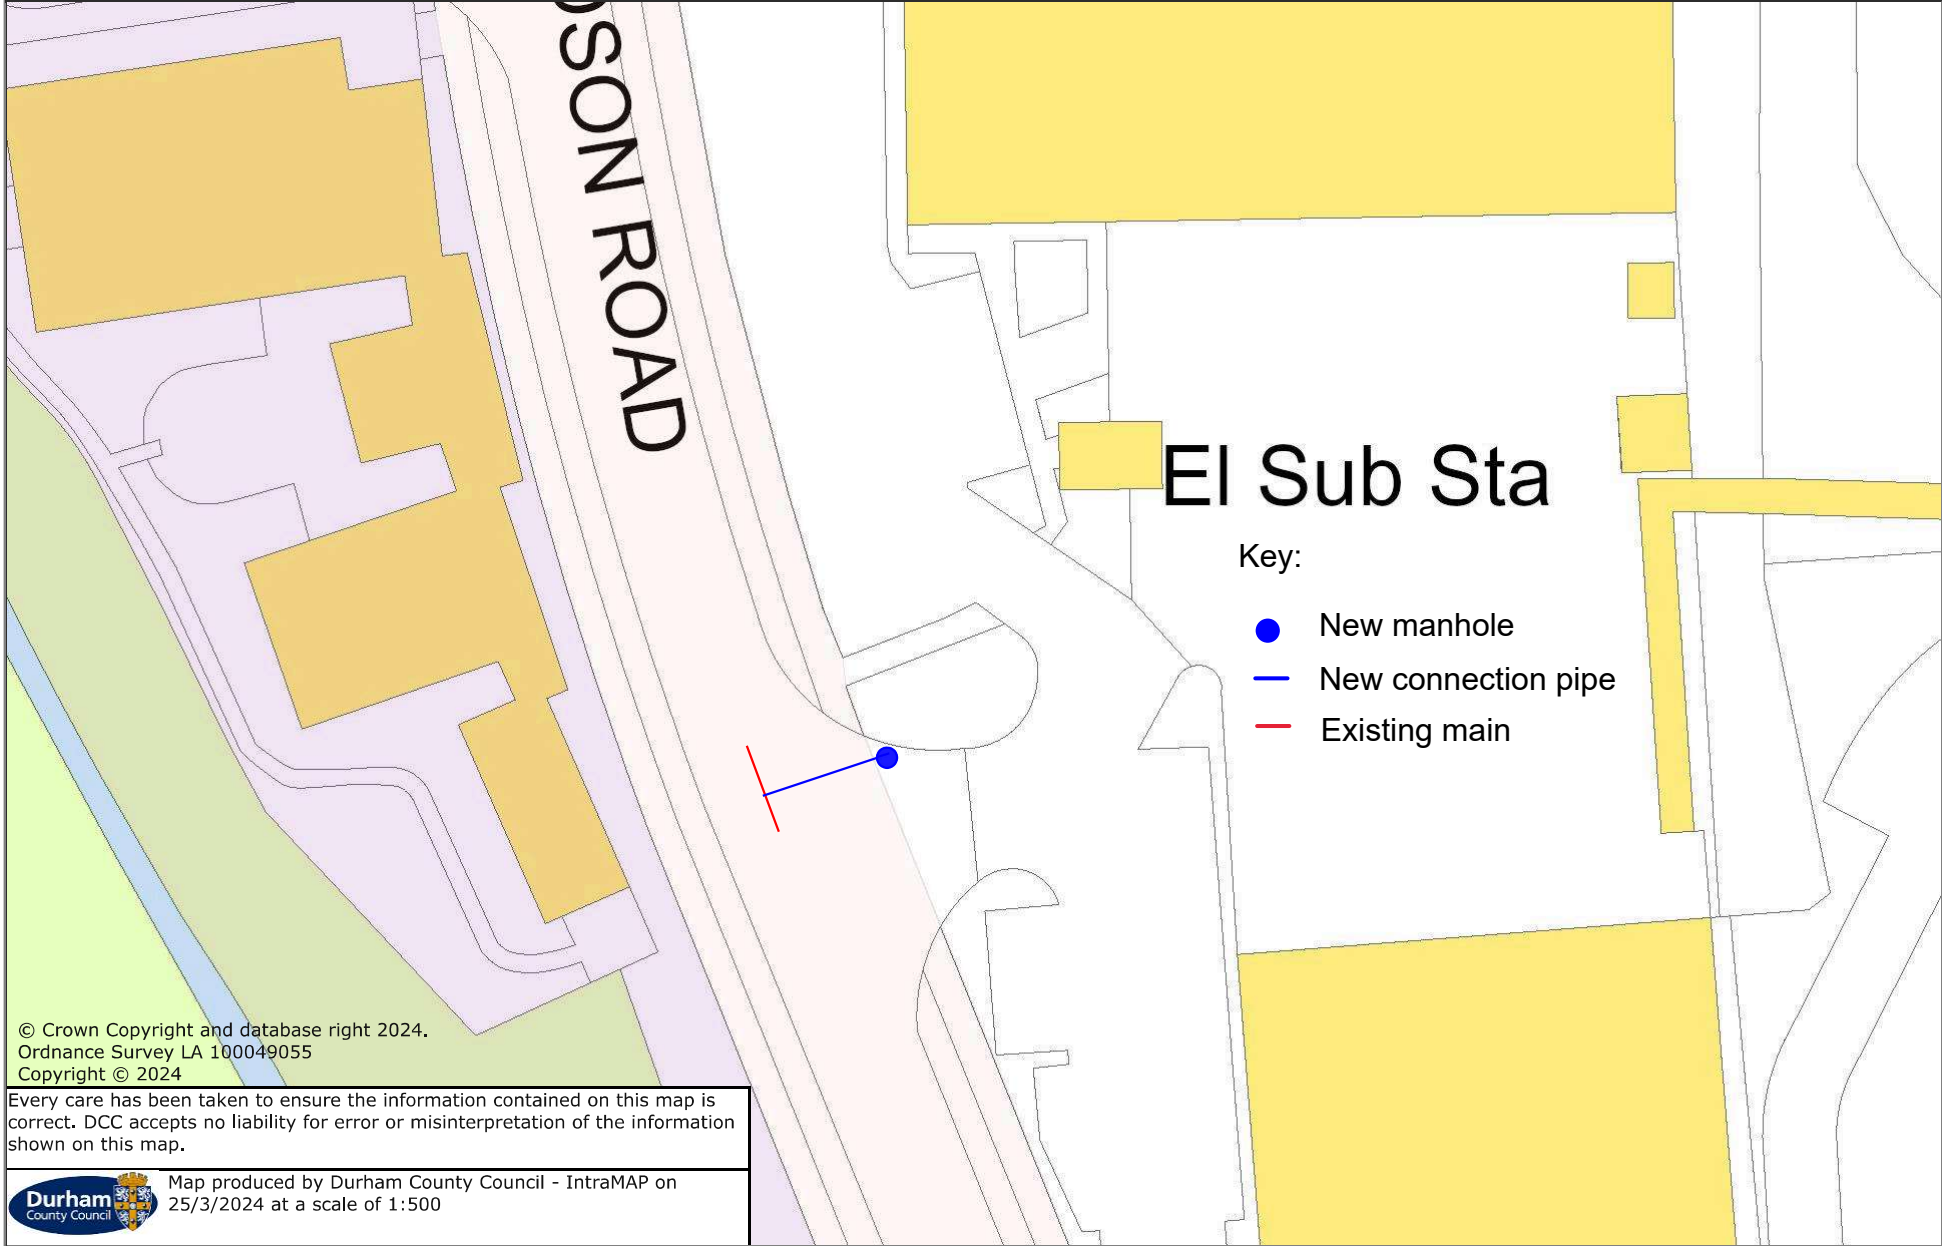 DSON ROAD
El Sub Sta
Key:
New manhole
New connection pipe
Existing main
© Crown Copyright and database right 2024.
Ordnance Survey LA 100049055
Copyright © 2024
Every care has been taken to ensure the information contained on this map is
correct. DCC accepts no liability for error or misinterpretation of the information
shown on this map.
Durham
County Council
Map produced by Durham County Council - IntraMAP on
25/3/2024 at a scale of 1:500